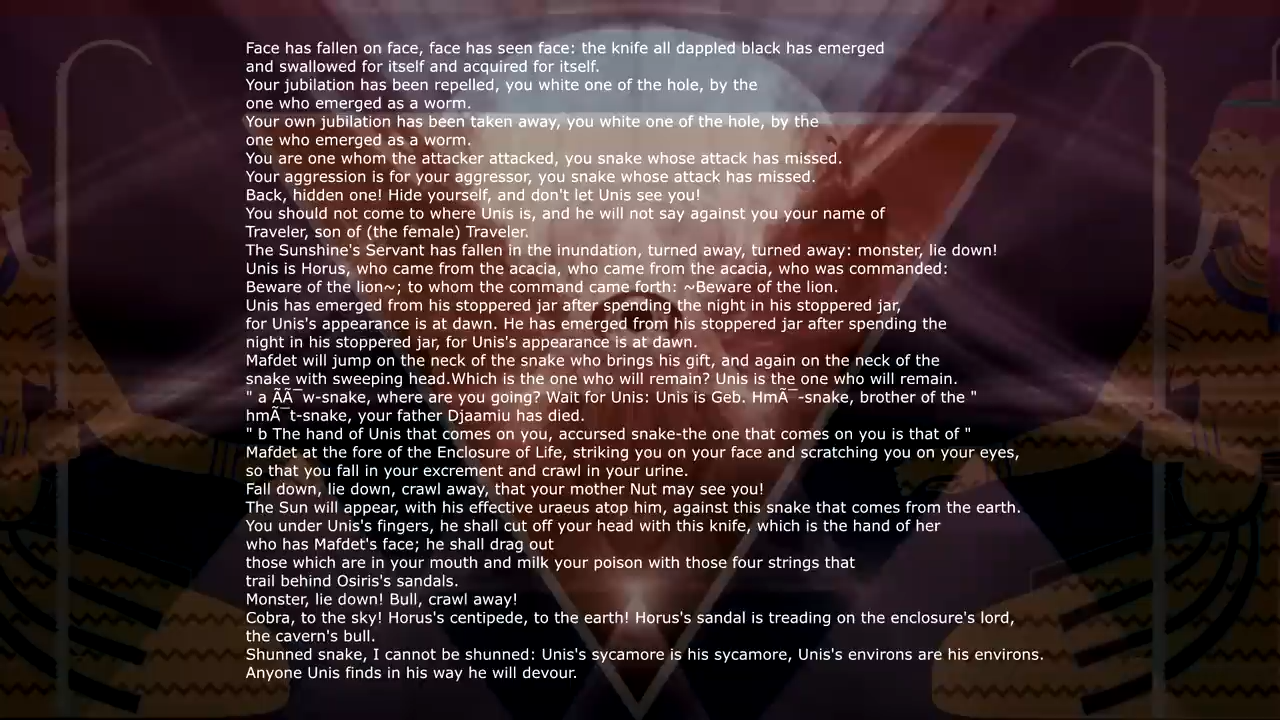 Face has fallen on face, face has seen face: the knife all dappled black has emerged
and swallowed for itself and acquired for itself.
Your jubilation has been repelled, you white one of the hole, by the
one who emerged as a worm.
Your own jubilation has been taken away, you white one of the hole, by the
one who emerged as a worm.
You are one whom the attacker attacked, you snake whose attack has missed.
Your aggression is for your aggressor, you snake whose attack has missed.
Back, hidden one! Hide yourself, and don't let Unis see you!
You should not come to where Unis is, and he will not say against you your name of
Traveler, son of (the female) Traveler.
The Sunshine's Servant has fallen in the inundation, turned away, turned away: monster, lie down!
Unis is Horus, who came from the acacia, who came from the acacia, who was commanded:
Beware of the lion~; to whom the command came forth: ~Beware of the lion.
Unis has emerged from his stoppered jar after spending the night in his stoppered jar,
for Unis's appearance is at dawn. He has emerged from his stoppered jar after spending the
night in his stoppered jar, for Unis's appearance is at dawn.
Mafdet will jump on the neck of the snake who brings his gift, and again on the neck of the
snake with sweeping head.Which is the one who will remain? Unis is the one who will remain.
" a ÃÃ¯w-snake, where are you going? Wait for Unis: Unis is Geb. HmÃ¯-snake, brother of the "
hmÃ¯t-snake, your father Djaamiu has died.
" b The hand of Unis that comes on you, accursed snake-the one that comes on you is that of "
Mafdet at the fore of the Enclosure of Life, striking you on your face and scratching you on your eyes,
so that you fall in your excrement and crawl in your urine.
Fall down, lie down, crawl away, that your mother Nut may see you!
The Sun will appear, with his effective uraeus atop him, against this snake that comes from the earth.
You under Unis's fingers, he shall cut off your head with this knife, which is the hand of her
who has Mafdet's face; he shall drag out
those which are in your mouth and milk your poison with those four strings that
trail behind Osiris's sandals.
Monster, lie down! Bull, crawl away!
Cobra, to the sky! Horus's centipede, to the earth! Horus's sandal is treading on the enclosure's lord,
the cavern's bull.
Shunned snake, I cannot be shunned: Unis's sycamore is his sycamore, Unis's environs are his environs.
Anyone Unis finds in his way he will devour.